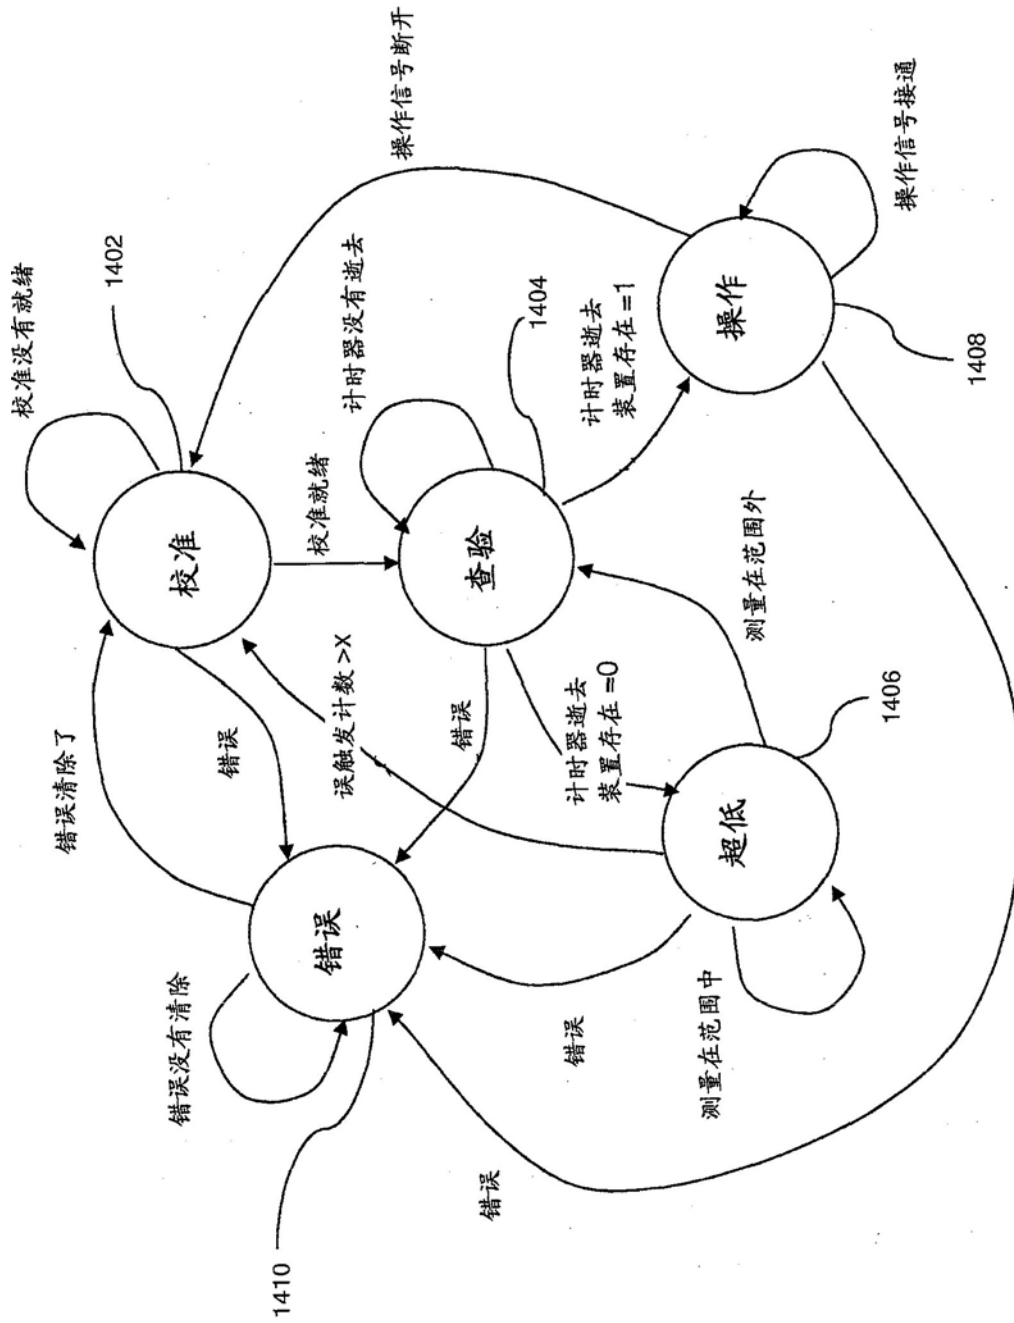 校准没有就绪
1402
校准
操作信号断开
错误清除了
错误
校准就绪
计时器没有逝去
1404
误触发计数>X
错误没有清除
错误
1410
查验
错误
计时器逝去
装置存在=1
计时器逝去
装置存在=0
操作
操作信号接通
1408
测量在范围外
超低
1406
错误
测量在范围中
错误